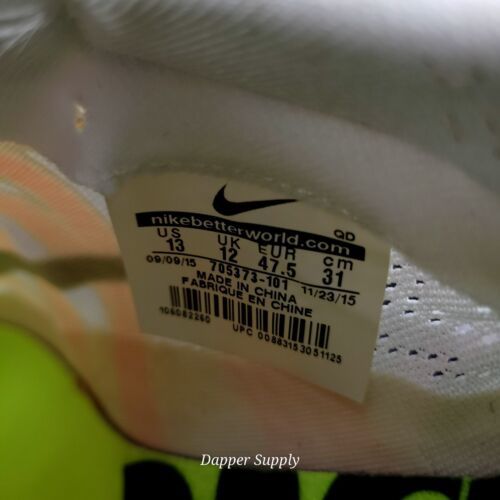 nikebetterworld.com QD
US UK EUR cm
13 12 47.5 31
09/09/15 705373-101 11/23/15
MADE IN CHINA
FABRIQUE EN CHINE
UPC 00883153051125
Dapper Supply